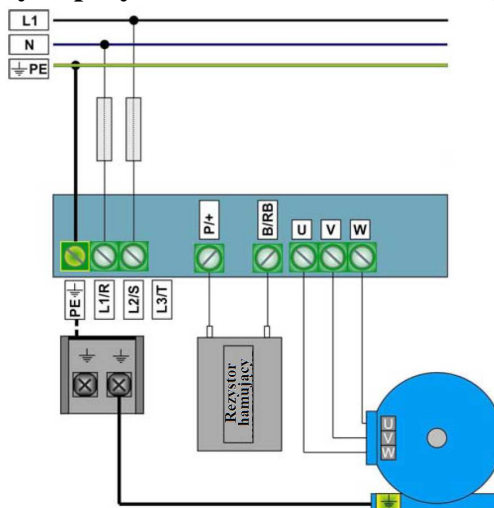 L1
N
PE
P/+
B/RB
U
V
W
PE
L1/R
L2/S
L3/T
Rezystor
hamujący
U
V
W